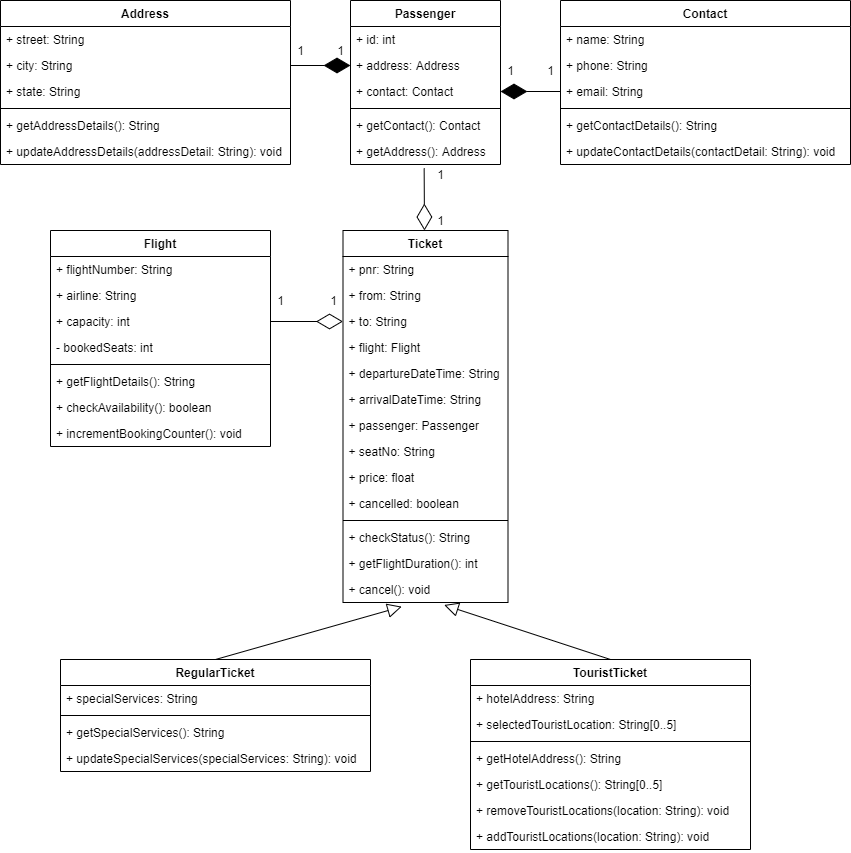 Address
+ street: String
+ city: String
+ state: String
+ getAddressDetails(): String
+ updateAddressDetails(addressDetail: String): void
1
1
Passenger
+ id: int
+ address: Address
+ contact: Contact
+ getContact(): Contact
+ getAddress(): Address
1
1
Contact
+ name: String
+ phone: String
+ email: String
+ getContactDetails(): String
+ updateContactDetails(contactDetail: String): void
1
1
Flight
+ flightNumber: String
+ airline: String
+ capacity: int
- bookedSeats: int
+ getFlightDetails(): String
+ checkAvailability(): boolean
+ incrementBookingCounter(): void
1
1
Ticket
+ pnr: String
+ from: String
+ to: String
+ flight: Flight
+ departureDateTime: String
+ arrivalDateTime: String
+ passenger: Passenger
+ seatNo: String
+ price: float
+ cancelled: boolean
+ checkStatus(): String
+ getFlightDuration(): int
+ cancel(): void
RegularTicket
+ specialServices: String
+ getSpecialServices(): String
+ updateSpecialServices(specialServices: String): void
TouristTicket
+ hotelAddress: String
+ selectedTouristLocation: String[0..5]
+ getHotelAddress(): String
+ getTouristLocations(): String[0..5]
+ removeTouristLocations(location: String): void
+ addTouristLocations(location: String): void